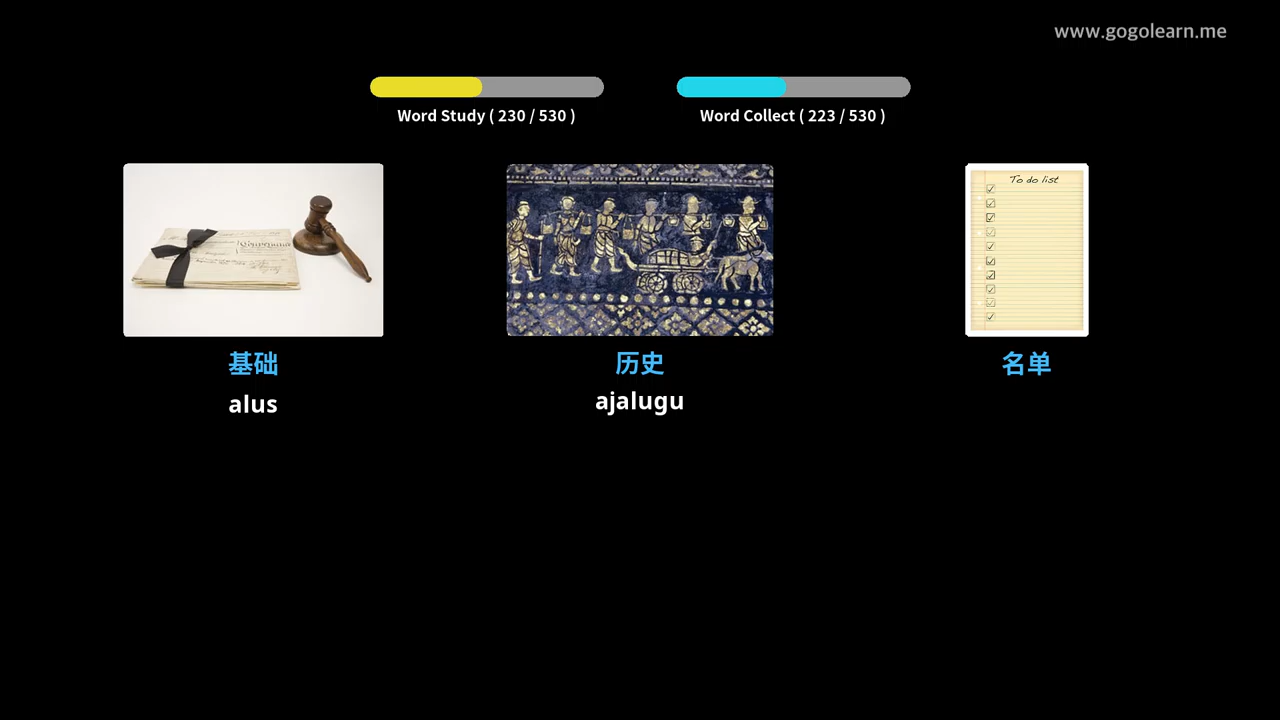 www.gogolearn.me
Word Study ( 230 / 530 )
Word Collect ( 223 / 530 )
To do list
基础
历史
名单
alus
ajalugu